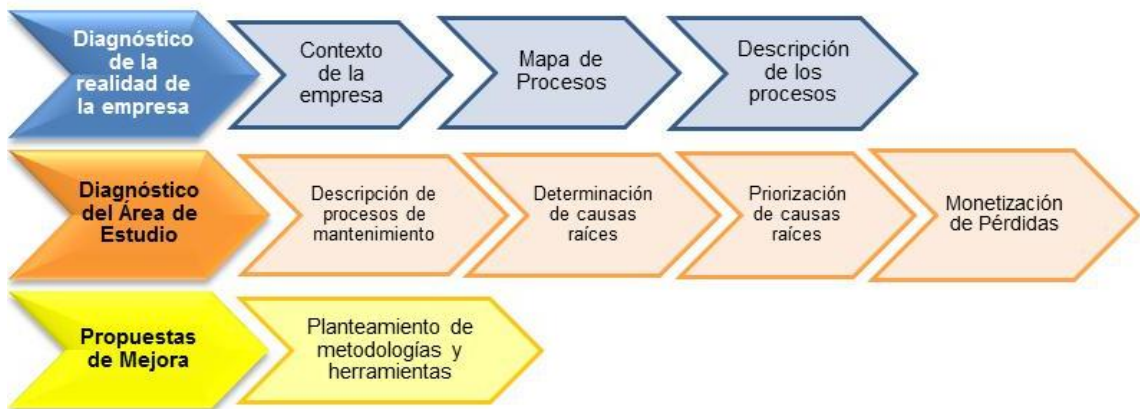 Diagnóstico
de la
realidad de
la empresa
Contexto
de la
empresa
Mapa de
Procesos
Descripción
de los
procesos
Diagnóstico
del Área de
Estudio
Descripción de
procesos de
mantenimiento
Determinación
de causas
raíces
Priorización
de causas
raíces
Monetización
de Pérdidas
Propuestas
de Mejora
Planteamiento de
metodologías y
herramientas